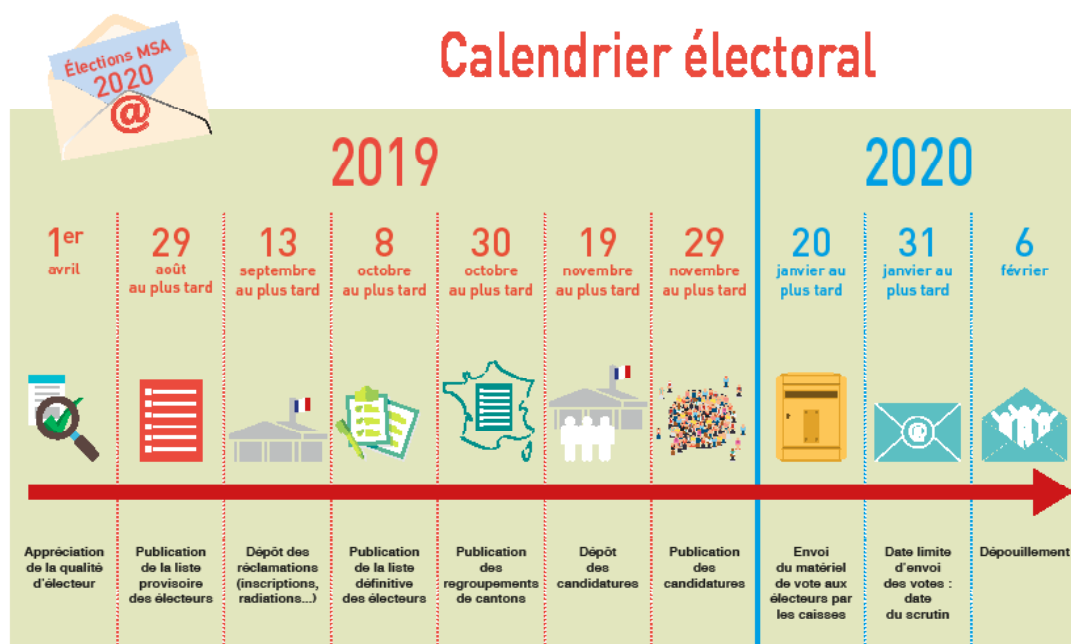 Élections MSA
2020
@
Calendrier électoral
2019
2020
1er
avril
29
août
au plus tard
13
septembre
au plus tard
8
octobre
au plus tard
30
octobre
au plus tard
19
novembre
au plus tard
29
novembre
au plus tard
20
janvier au
plus tard
31
janvier au
plus tard
6
février
@
Appréciation
de la qualité
d'électeur
Publication
de la liste
provisoire
des électeurs
Dépôt des
réclamations
(inscriptions,
radiations...)
Publication
de la liste
définitive
des électeurs
Publication
des
regroupements
de cantons
Dépôt
des
candidatures
Publication
des
candidatures
Envoi
du matériel
de vote aux
électeurs par
les caisses
Date limite
d'envoi
des votes :
date
du scrutin
Dépouillement